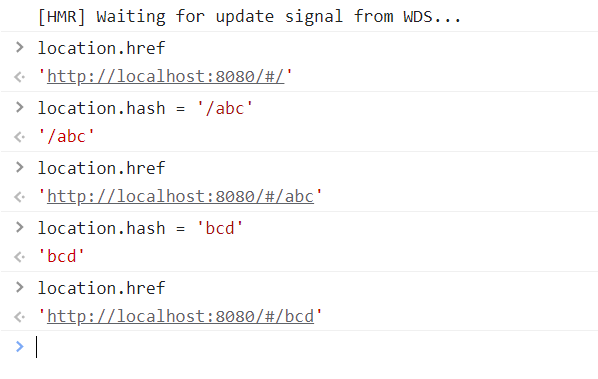 [HMR] Waiting for update signal from WDS...
> location.href
<· 'http://localhost:8080/#/'
> location.hash = '/abc'
<· '/abc'
> location.href
<· 'http://localhost:8080/#/abc'
> location.hash = 'bcd'
<· 'bcd'
> location.href
<· 'http://localhost:8080/#/bcd'
>